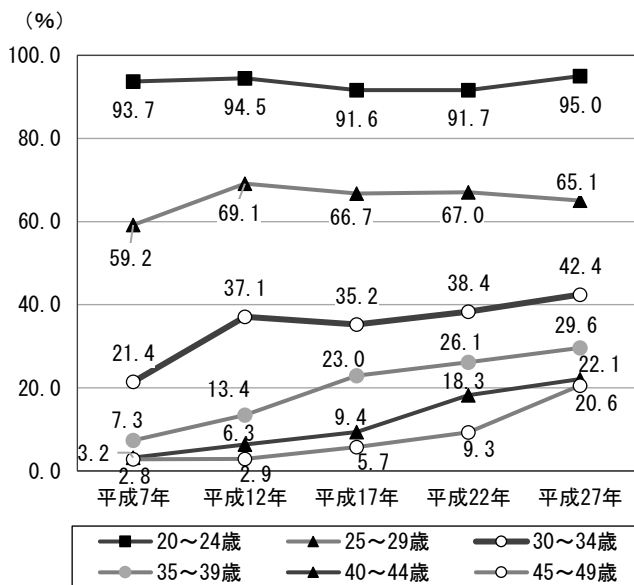 (%)
100.0
93.7 94.5 91.6 91.7 95.0
80.0
59.2 69.1 66.7 67.0 65.1
60.0
40.0
21.4 37.1 35.2 38.4 42.4
20.0
7.3 13.4 23.0 26.1 29.6
3.2 6.3 9.4 18.3 22.1
2.8 2.9 5.7 9.3 20.6
0.0
平成7年 平成12年 平成17年 平成22年 平成27年
20～24歳 25～29歳 30～34歳
35～39歳 40～44歳 45～49歳